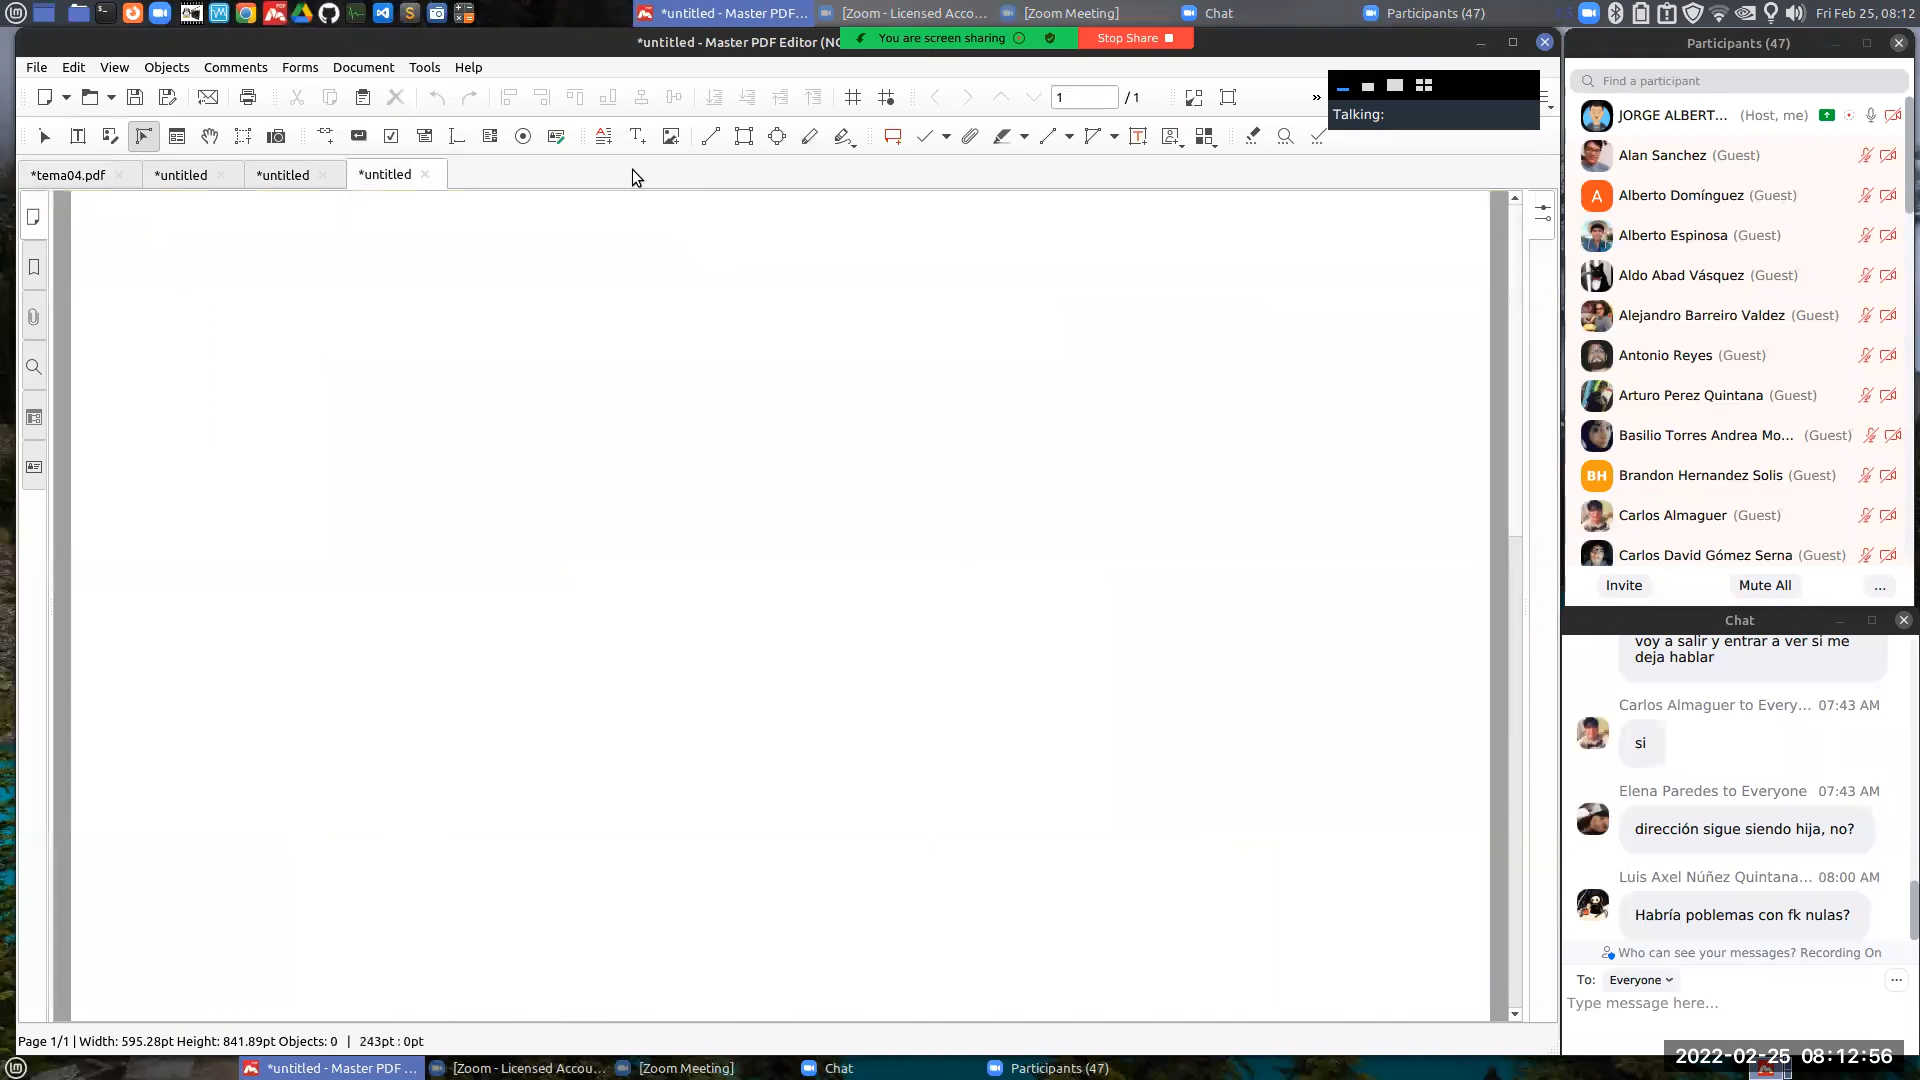 *untitled - Master PDF...
[Zoom - Licensed Acco...
[Zoom Meeting]
Chat
Participants (47)
Fri Feb 25, 08:12
*untitled - Master PDF Editor (NO
You are screen sharing
Stop Share
Participants (47)
File Edit View Objects Comments Forms Document Tools Help
1 / 1
Talking:
*tema04.pdf
*untitled
*untitled
*untitled
Find a participant
JORGE ALBERT... (Host, me)
Alan Sanchez (Guest)
A Alberto Domínguez (Guest)
Alberto Espinosa (Guest)
Aldo Abad Vásquez (Guest)
Alejandro Barreiro Valdez (Guest)
Antonio Reyes (Guest)
Arturo Perez Quintana (Guest)
Basilio Torres Andrea Mo... (Guest)
BH Brandon Hernandez Solis (Guest)
Carlos Almaguer (Guest)
Carlos David Gómez Serna (Guest)
Invite Mute All ...
Chat
voy a salir y entrar a ver si me
deja hablar
Carlos Almaguer to Every... 07:43 AM
si
Elena Paredes to Everyone 07:43 AM
dirección sigue siendo hija, no?
Luis Axel Núñez Quintana... 08:00 AM
Habría poblemas con fk nulas?
Who can see your messages? Recording On
To: Everyone
Type message here...
Page 1/1 | Width: 595.28pt Height: 841.89pt Objects: 0 | 243pt : 0pt
2022-02-25 08:12:56
*untitled - Master PDF ...
[Zoom - Licensed Accou...
[Zoom Meeting]
Chat
Participants (47)